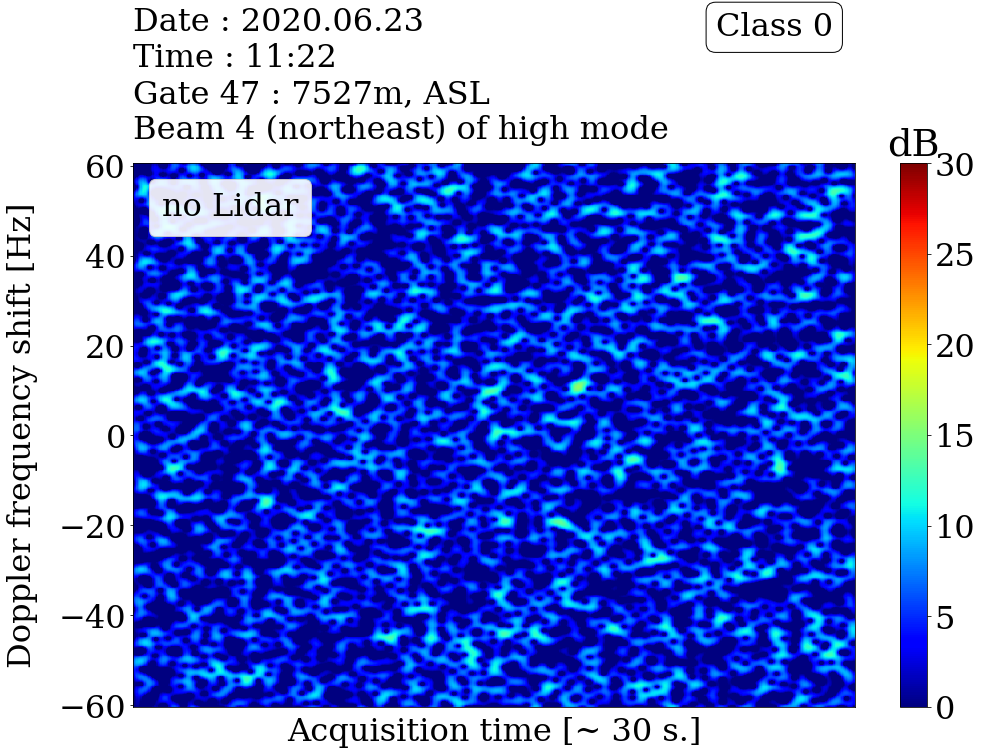 Date : 2020.06.23
Time : 11:22
Gate 47 : 7527m, ASL
Beam 4 (northeast) of high mode
Class 0
dB
no Lidar
Doppler frequency shift [Hz]
60
40
20
0
−20
−40
−60
Acquisition time [~ 30 s.]
30
25
20
15
10
5
0